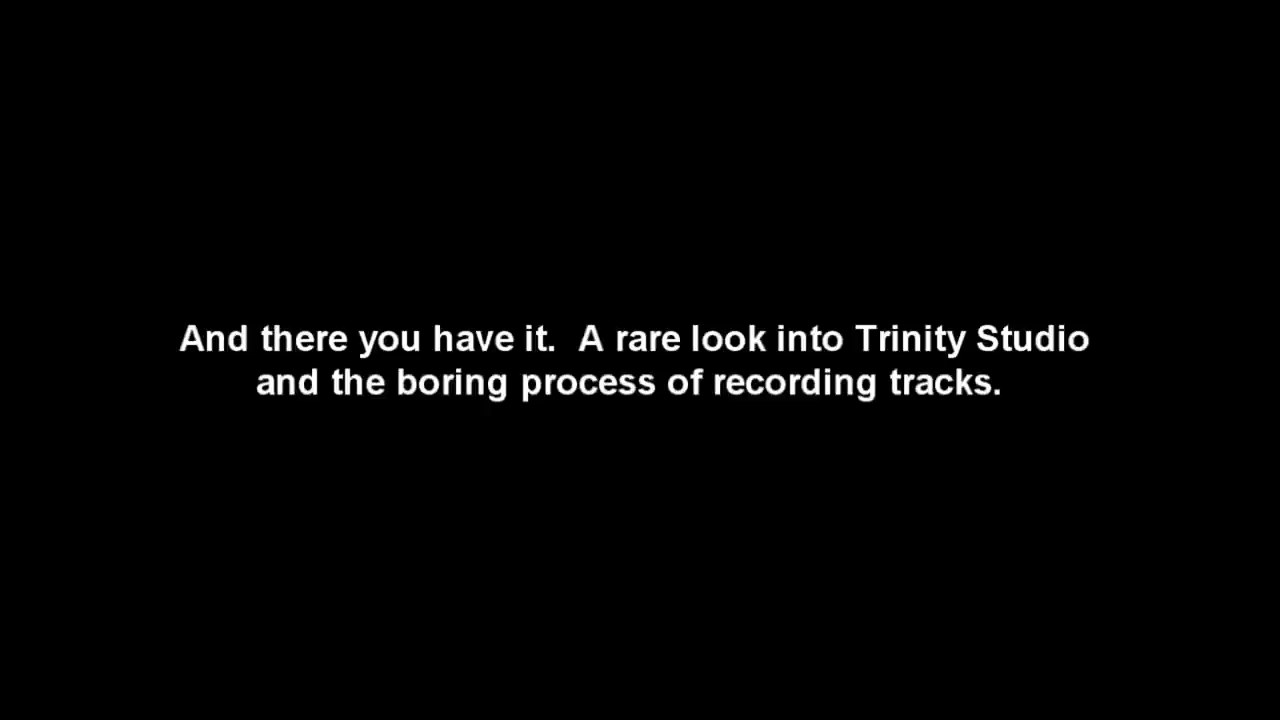 And there you have it.  A rare look into Trinity Studio
and the boring process of recording tracks.